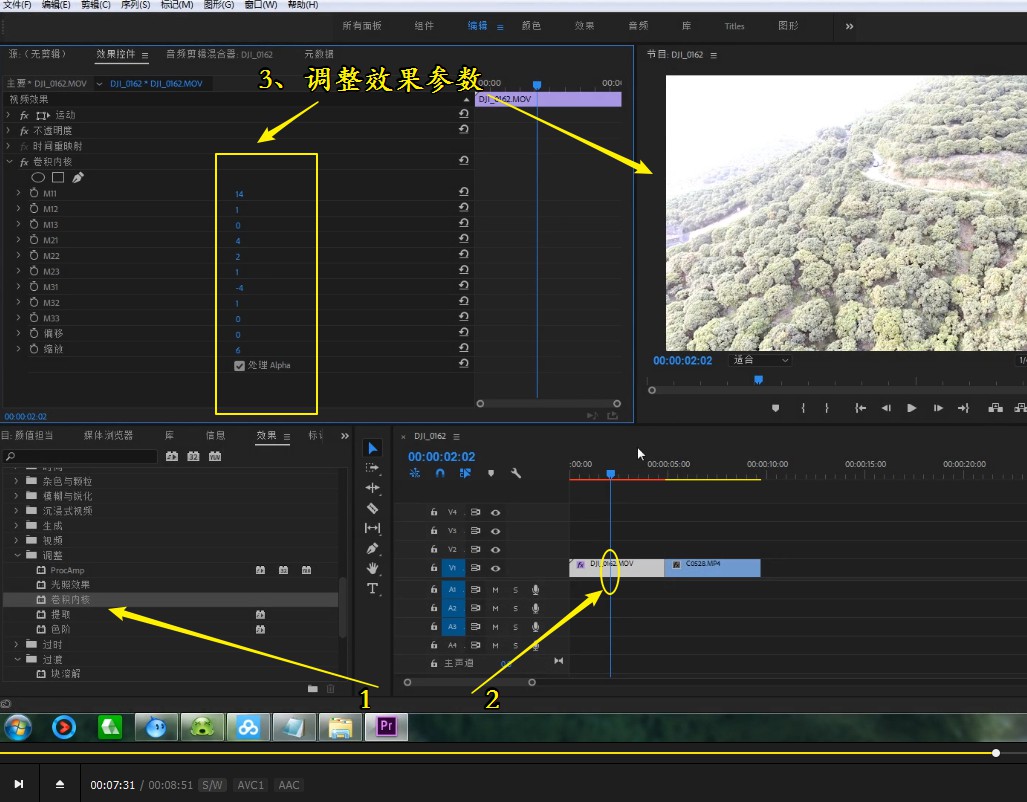 文件(F) 编辑(E) 剪辑(C) 序列(S) 标记(M) 图形(G) 窗口(W) 帮助(H)
所有面板 组件 编辑 颜色 效果 音频 库 Titles 图形
源:（无剪辑） 效果控件 音频剪辑混合器: DJI_0162 元数据
主要 * DJI_0162.MOV DJI_0162 * DJI_0162.MOV
3、调整效果参数
:00:00 00:0
视频效果
DJI_0162.MOV
fx 运动
fx 不透明度
fx 时间重映射
fx 卷积内核
M11 14
M12 1
M13 0
M21 4
M22 2
M23 1
M31 -4
M32 1
M33 0
偏移 0
缩放 6
处理 Alpha
00:00:02:02
节目: DJI_0162
00:00:02:02 适合 1/
目: 颜值担当 媒体浏览器 库 信息 效果 标记
时间
杂色与颗粒
模糊与锐化
沉浸式视频
生成
视频
调整
ProcAmp
光照效果
卷积内核
提取
色阶
过时
过渡
块溶解
1
T
× DJI_0162
00:00:02:02
:00:00 00:00:05:00 00:00:10:00 00:00:15:00 00:00:20:00
V4
V3
V2
V1 fx DJI_0162.MOV fx C0528.MP4
A1 M S
A2 M S
A3 M S
A4 M S
主声道
2
Pr
00:07:31 / 00:08:51 S/W AVC1 AAC